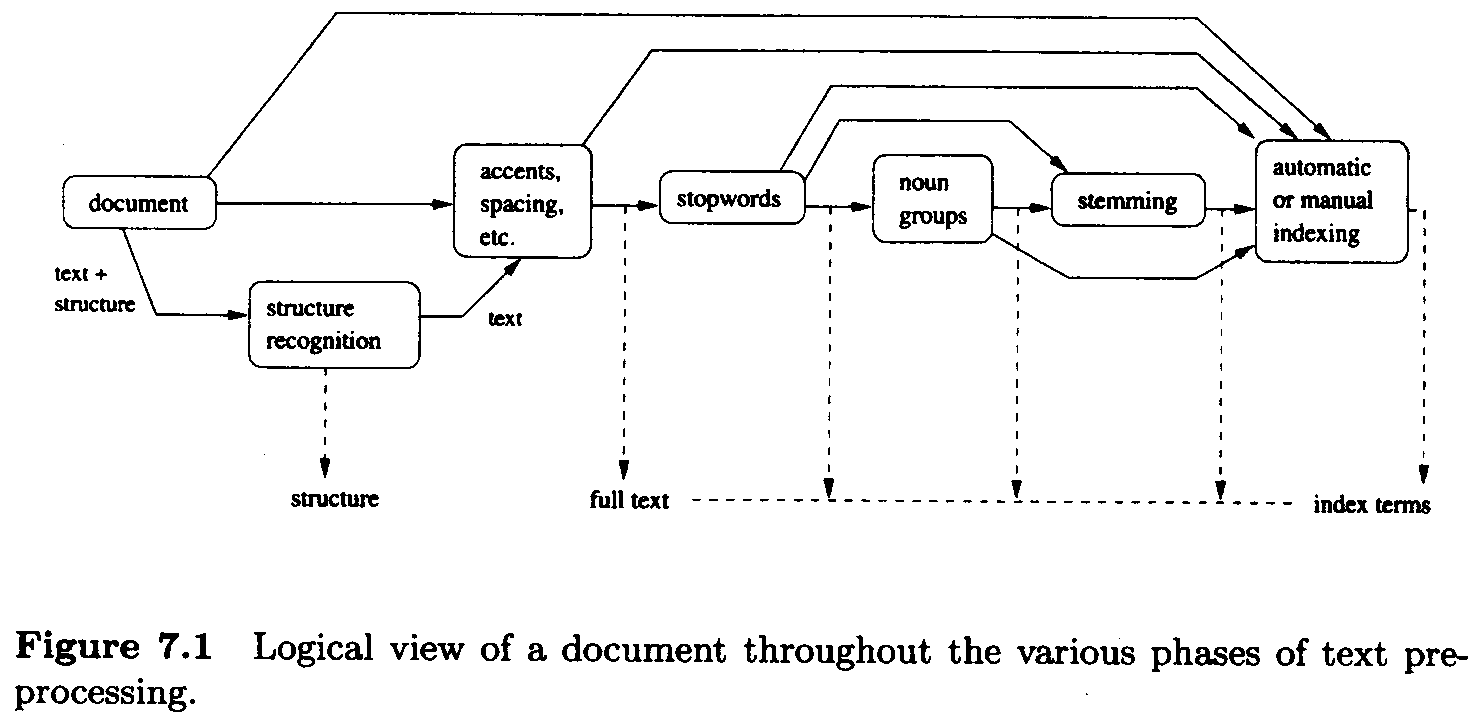 document
text +
structure
structure
recognition
text
accents,
spacing,
etc.
stopwords
noun
groups
stemming
automatic
or manual
indexing
structure
full text
index terms
Figure 7.1 Logical view of a document throughout the various phases of text pre-
processing.